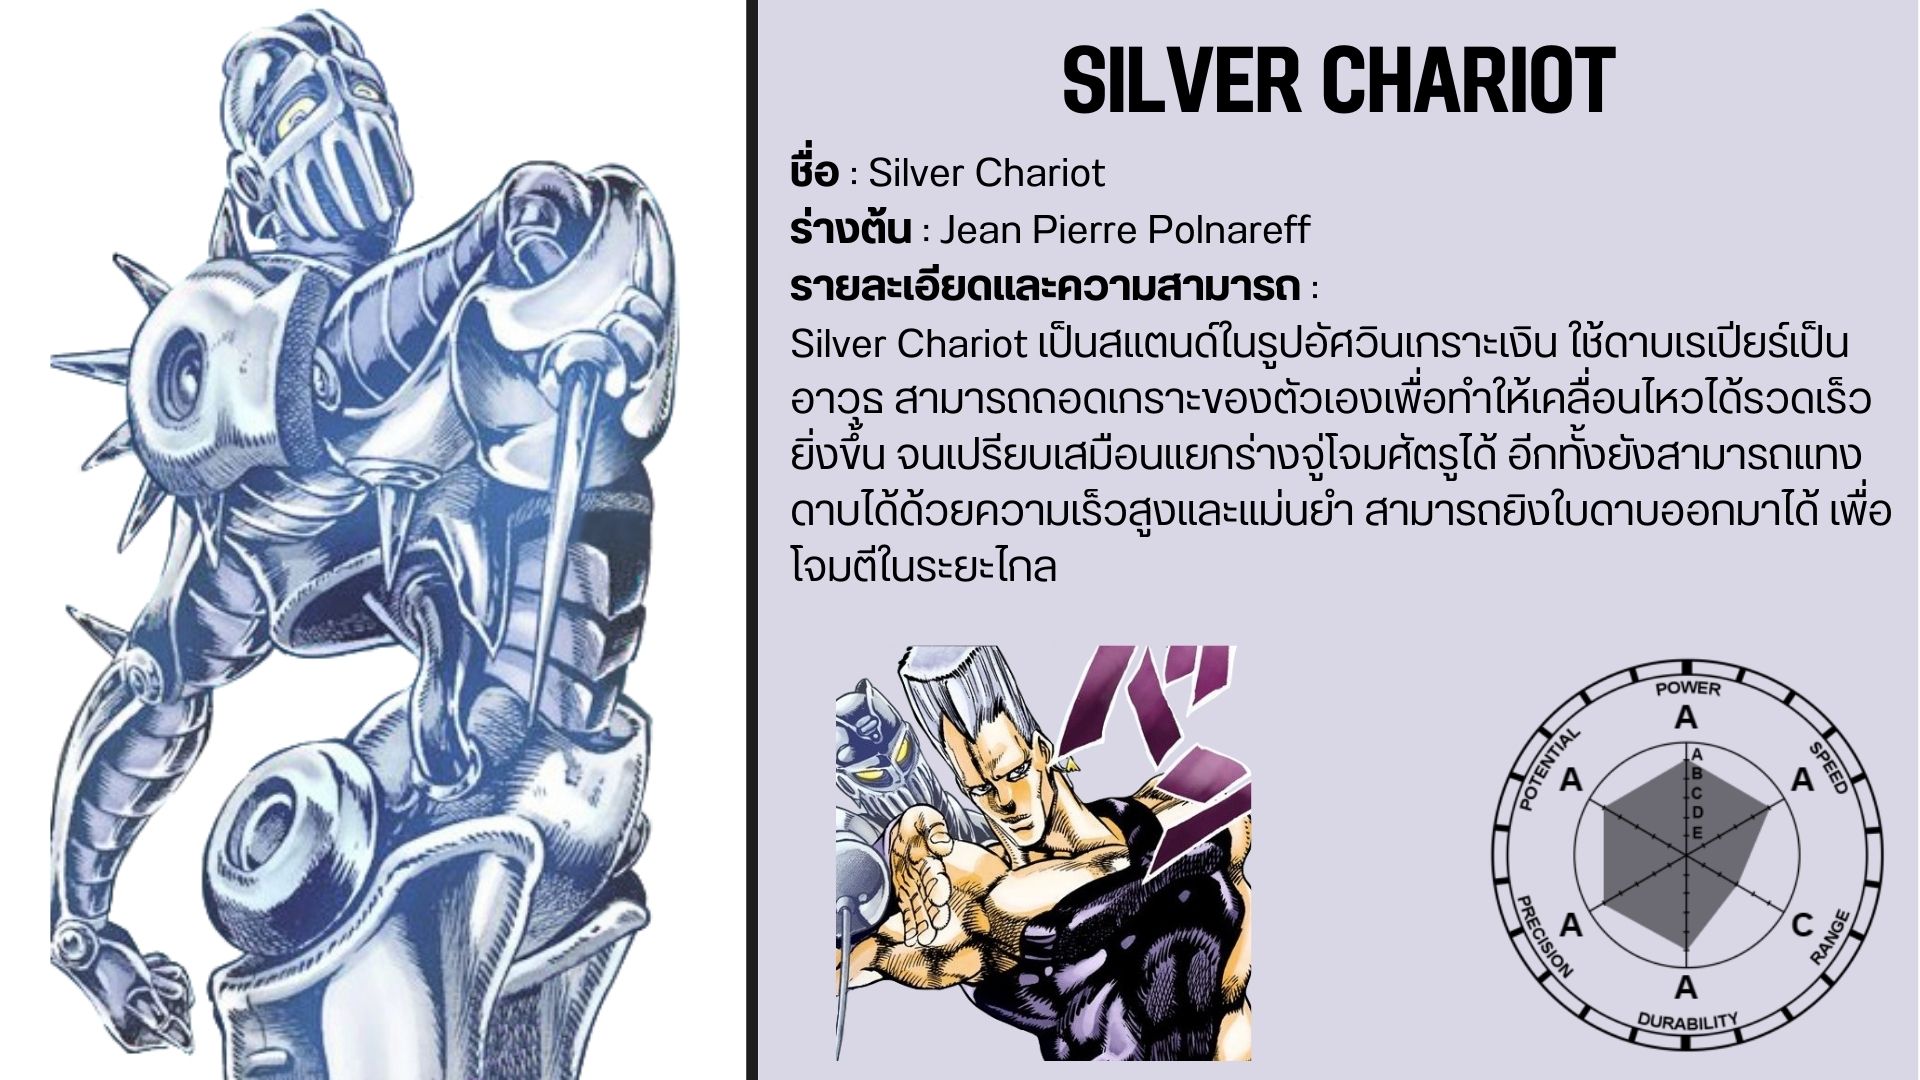 SILVER CHARIOT
ชื่อ : Silver Chariot
ร่างต้น : Jean Pierre Polnareff
รายละเอียดและความสามารถ :
Silver Chariot เป็นสแตนด์ในรูปอัศวินเกราะเงิน ใช้ดาบเรเปียร์เป็น
อาวุธ สามารถถอดเกราะของตัวเองเพื่อทำให้เคลื่อนไหวได้รวดเร็ว
ยิ่งขึ้น จนเปรียบเสมือนแยกร่างจู่โจมศัตรูได้ อีกทั้งยังสามารถแทง
ดาบได้ด้วยความเร็วสูงและแม่นยำ สามารถยิงใบดาบออกมาได้ เพื่อ
โจมตีในระยะไกล
POWER
A
POTENTIAL
A
SPEED
A
A
B
C
D
E
PRECISION
A
RANGE
C
A
DURABILITY